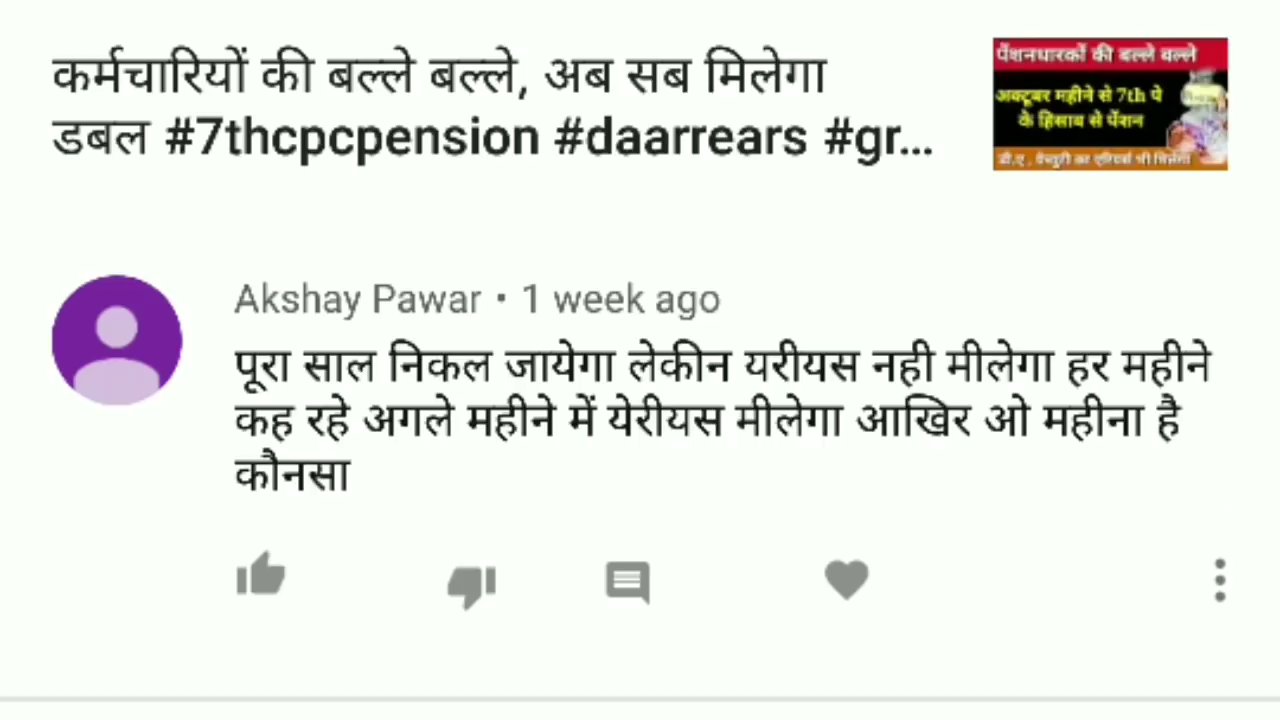 कर्मचारियों की बल्ले बल्ले, अब सब मिलेगा
डबल #7thcpcpension #daarrears #gr...
पेंशनधारकों की बल्ले बल्ले
अक्टूबर महीने से 7th पे
के हिसाब से पेंशन
डी.ए , ग्रेच्युटी का एरियर्स भी मिलेगा
Akshay Pawar • 1 week ago
पूरा साल निकल जायेगा लेकीन यरीयस नही मीलेगा हर महीने
कह रहे अगले महीने में येरीयस मीलेगा आखिर ओ महीना है
कौनसा